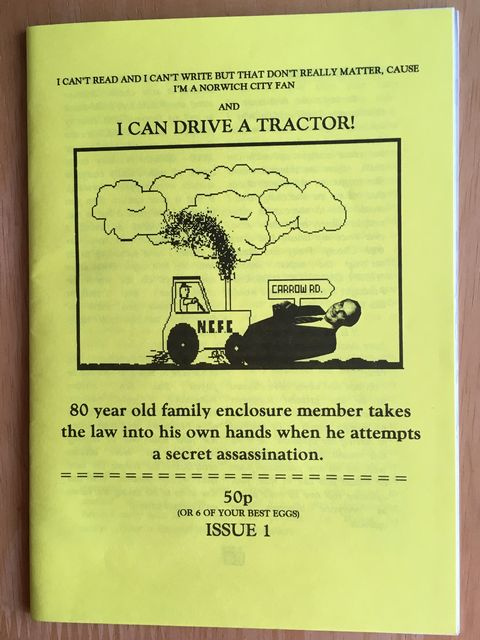 I CAN'T READ AND I CAN'T WRITE BUT THAT DON'T REALLY MATTER, CAUSE
I'M A NORWICH CITY FAN
AND
I CAN DRIVE A TRACTOR!
CARROW RD.
N.C.F.C.
80 year old family enclosure member takes
the law into his own hands when he attempts
a secret assassination.
50p
(OR 6 OF YOUR BEST EGGS)
ISSUE 1